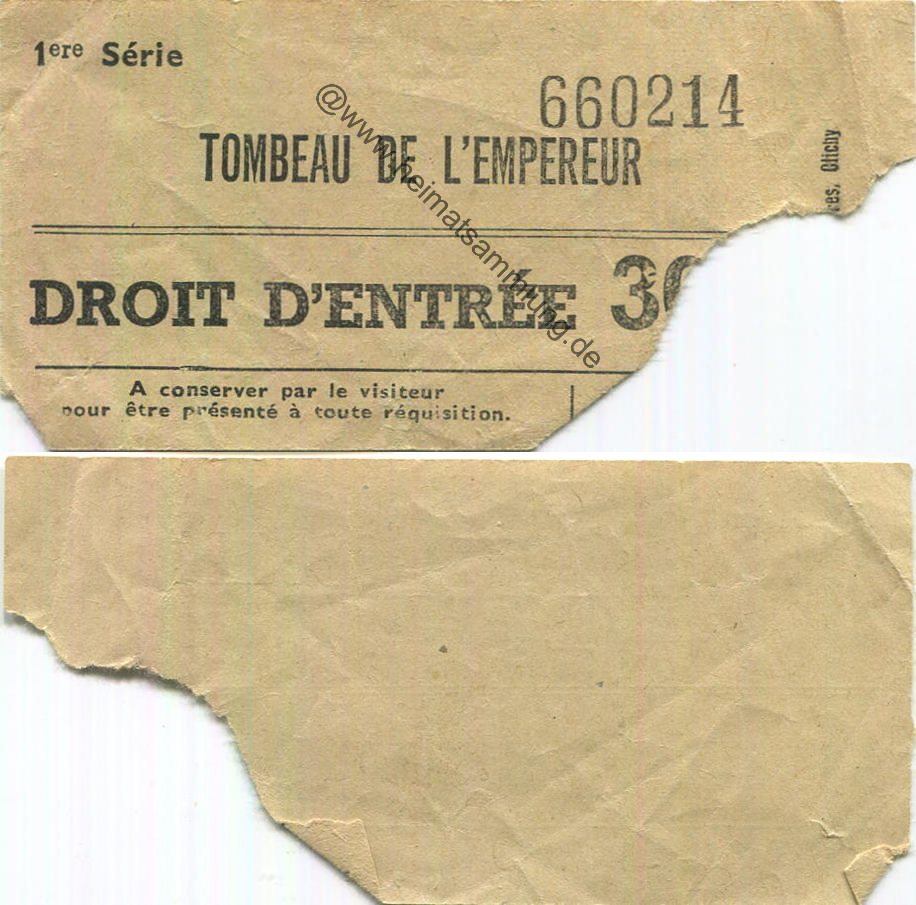 1ere Série
660214
TOMBEAU DE L'EMPEREUR
DROIT D'ENTRÉE 30
A conserver par le visiteur
pour être présenté à toute réquisition.
Clichy
@www.heimatsammlung.de